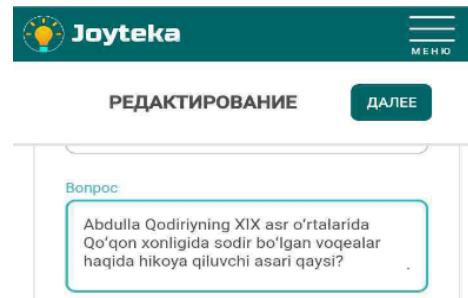 Joyteka
МЕНЮ
РЕДАКТИРОВАНИЕ
ДАЛЕЕ
Вопрос
Abdulla Qodiriyning XIX asr o‘rtalarida
Qo‘qon xonligida sodir bo‘lgan voqealar
haqida hikoya qiluvchi asari qaysi?